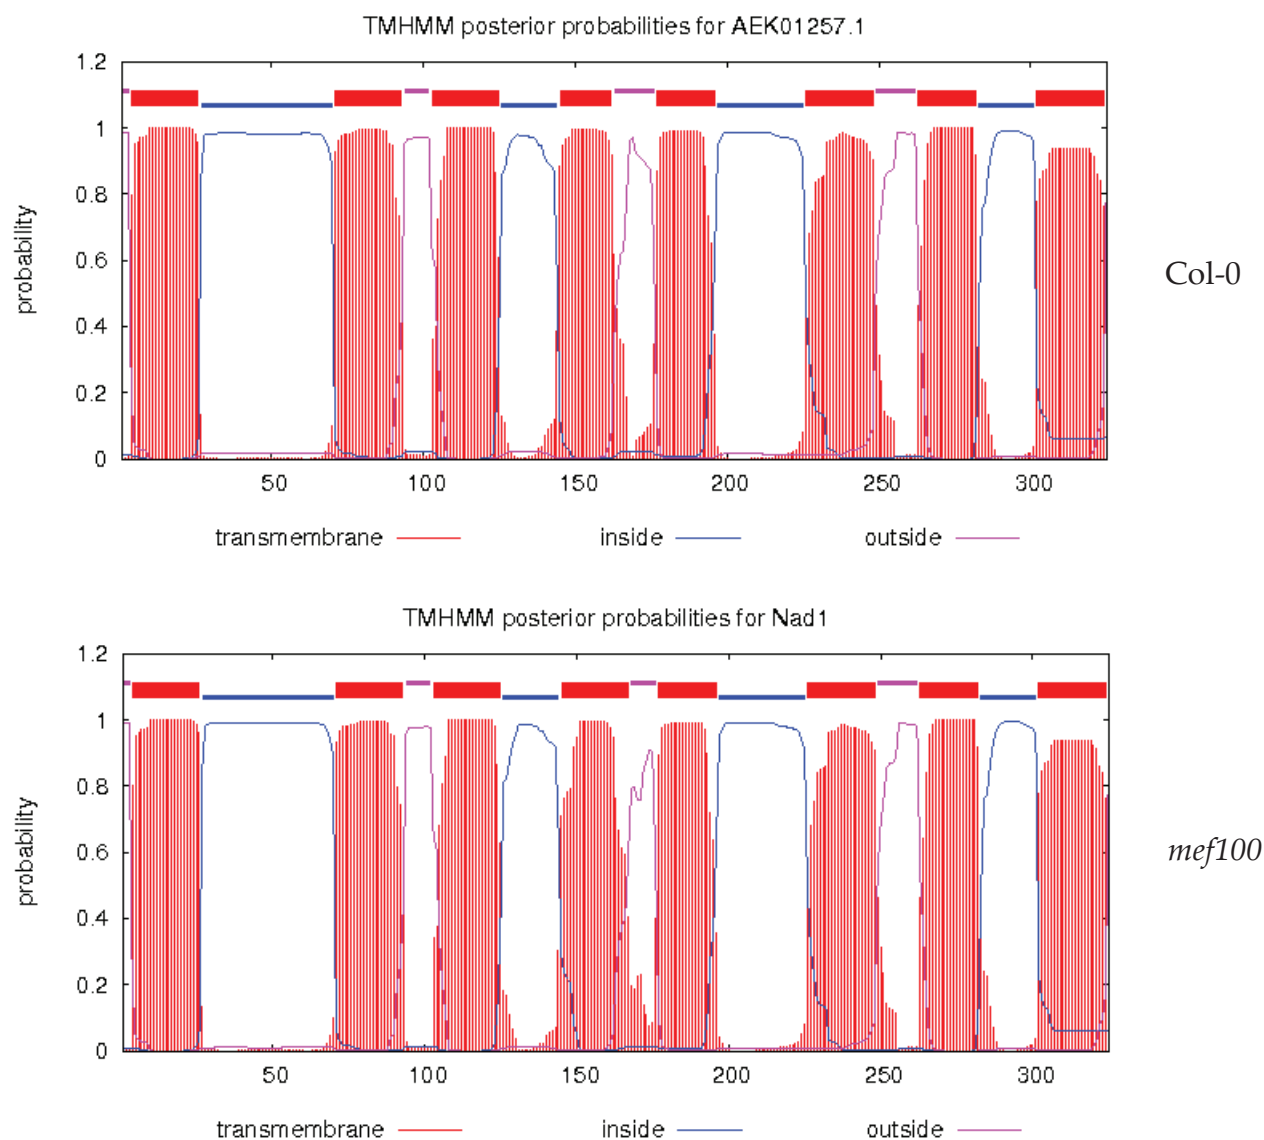 TMHMM posterior probabilities for AEK01257.1
1.2
1
0.8
0.6
0.4
0.2
0
probability
50 100 150 200 250 300
transmembrane inside outside
Col-0
TMHMM posterior probabilities for Nad1
1.2
1
0.8
0.6
0.4
0.2
0
probability
50 100 150 200 250 300
transmembrane inside outside
mef100